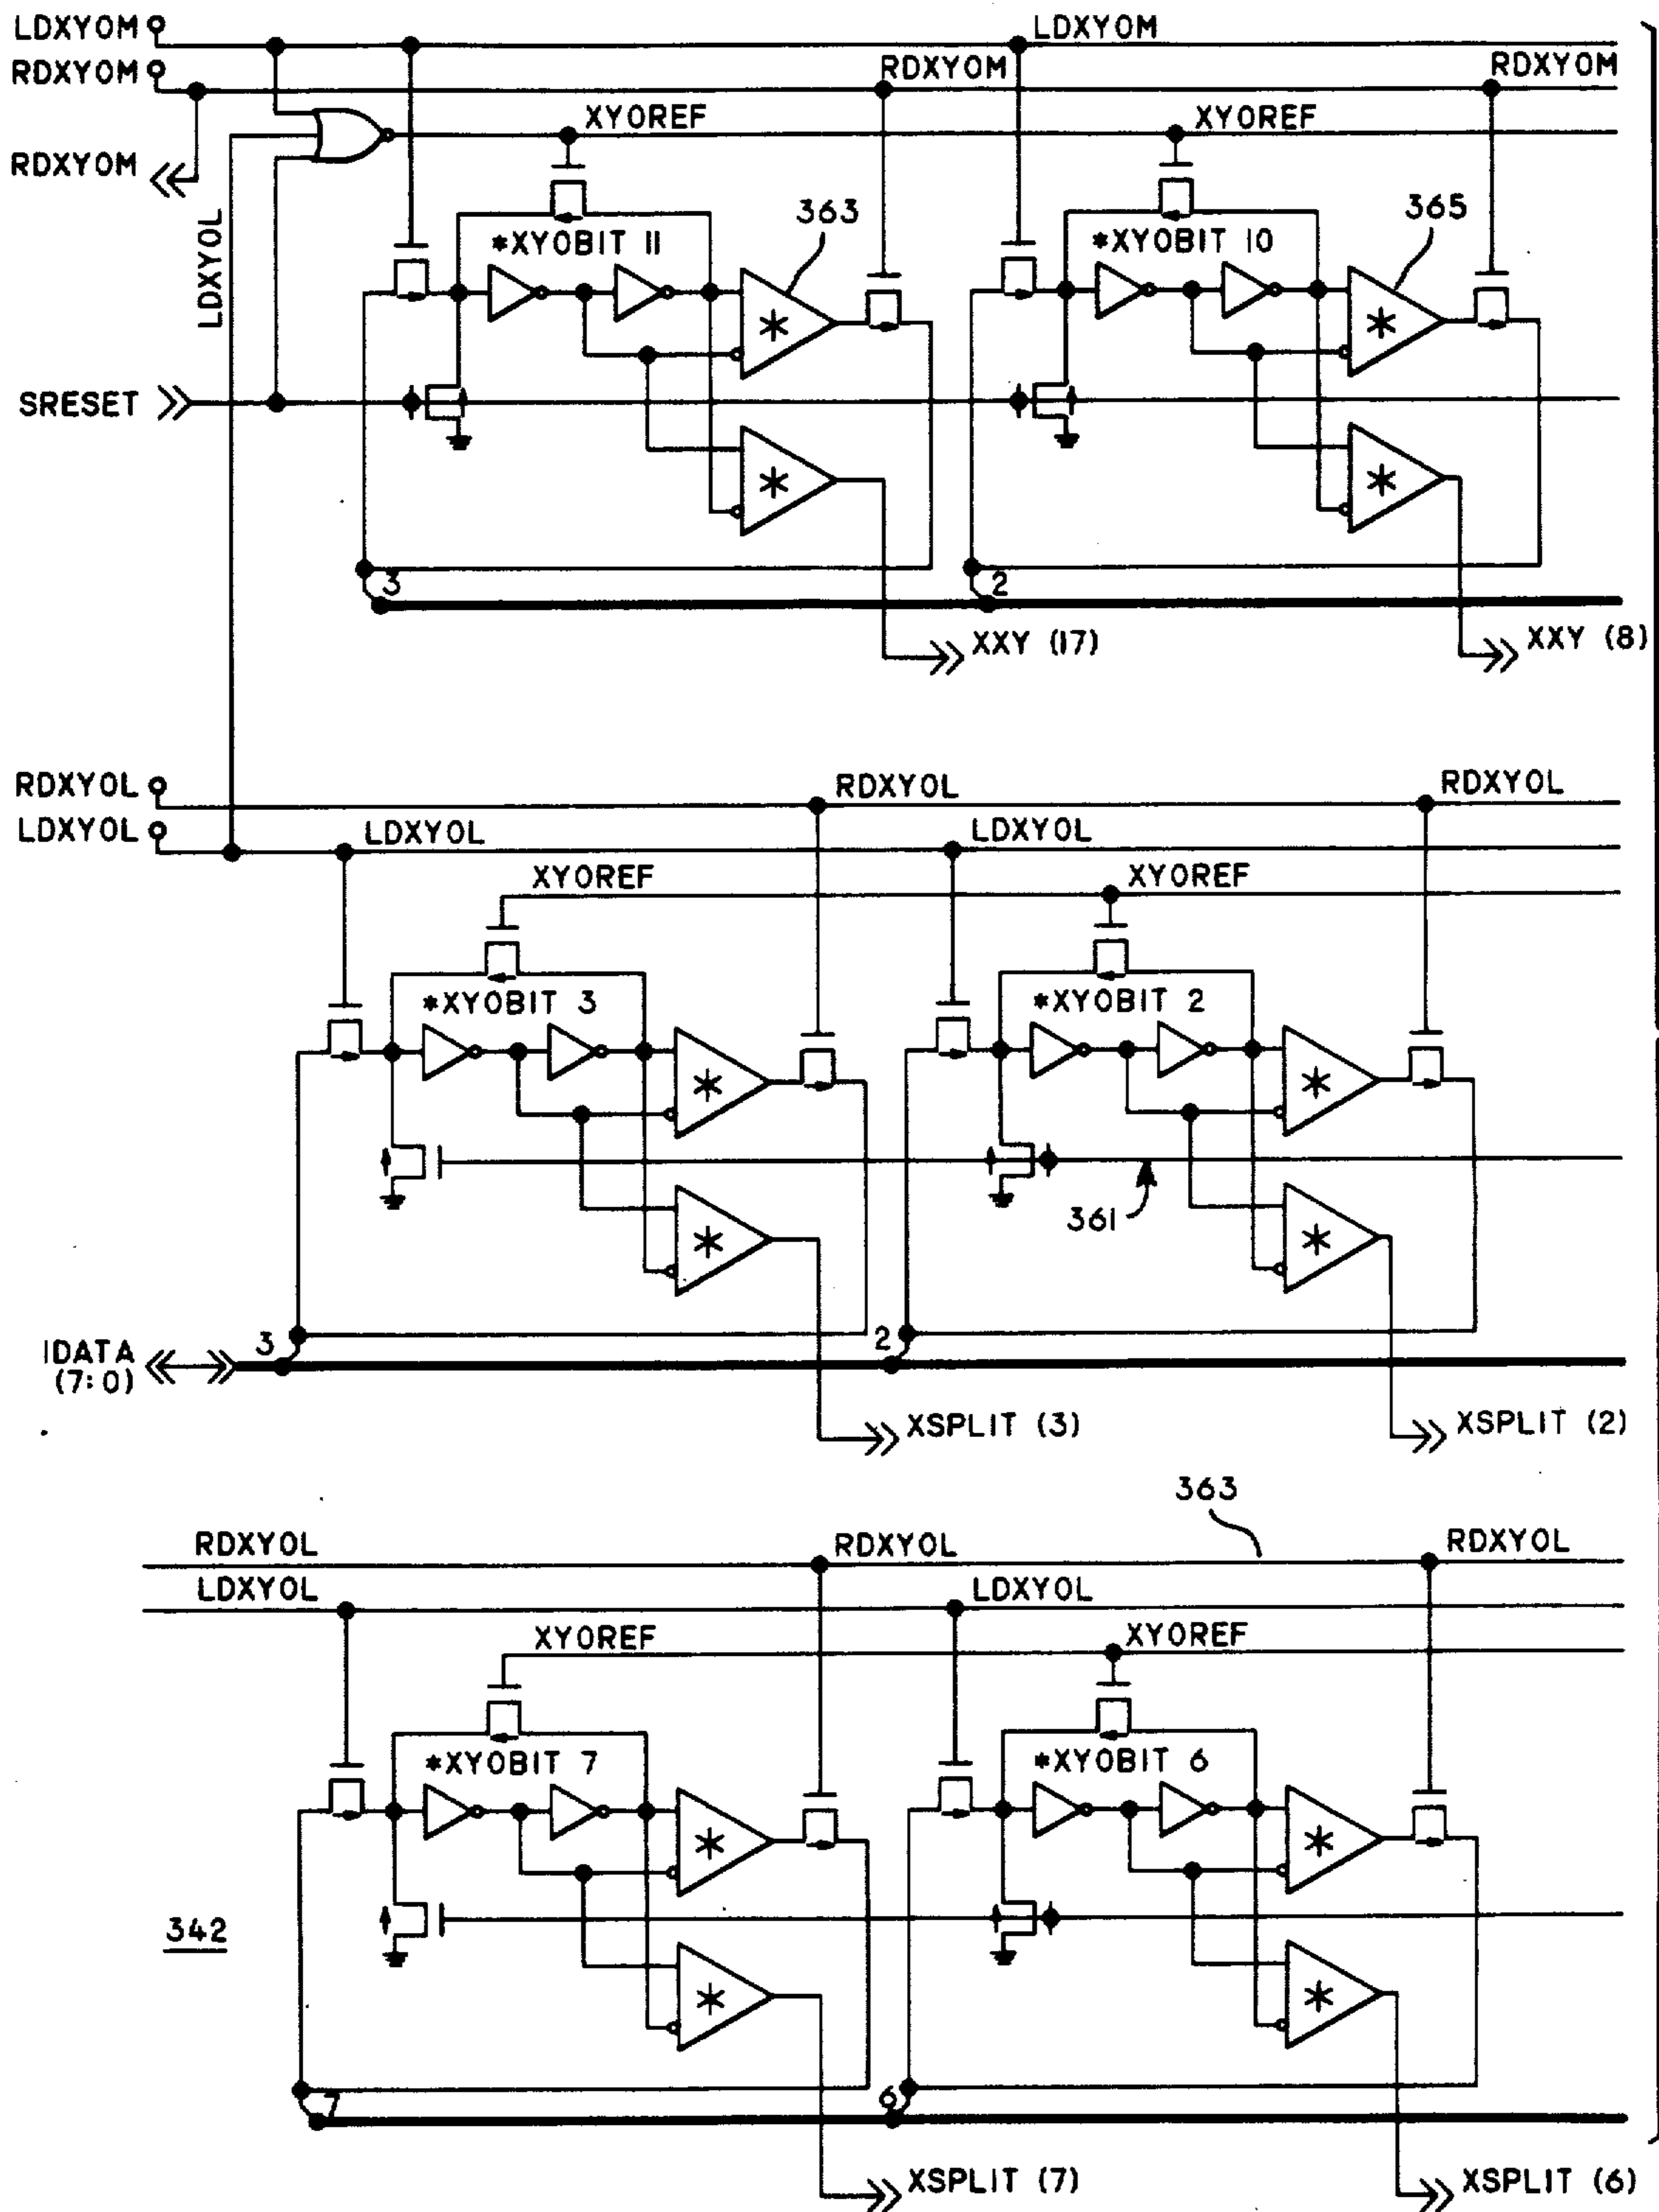 LDXYOM LDXYOM
RDXYOM RDXYOM RDXYOM
XYOREF XYOREF
RDXYOM
LDXYOL
363 365
*XYOBIT 11 *XYOBIT 10
* *
SRESET
* *
3 2
XXY (17) XXY (8)
RDXYOL RDXYOL RDXYOL
LDXYOL LDXYOL LDXYOL
XYOREF XYOREF
*XYOBIT 3 *XYOBIT 2
* *
361
* *
IDATA 3 2
(7:0)
XSPLIT (3) XSPLIT (2)
363
RDXYOL RDXYOL RDXYOL
LDXYOL LDXYOL
XYOREF XYOREF
*XYOBIT 7 *XYOBIT 6
* *
342
* *
7 6
XSPLIT (7) XSPLIT (6)